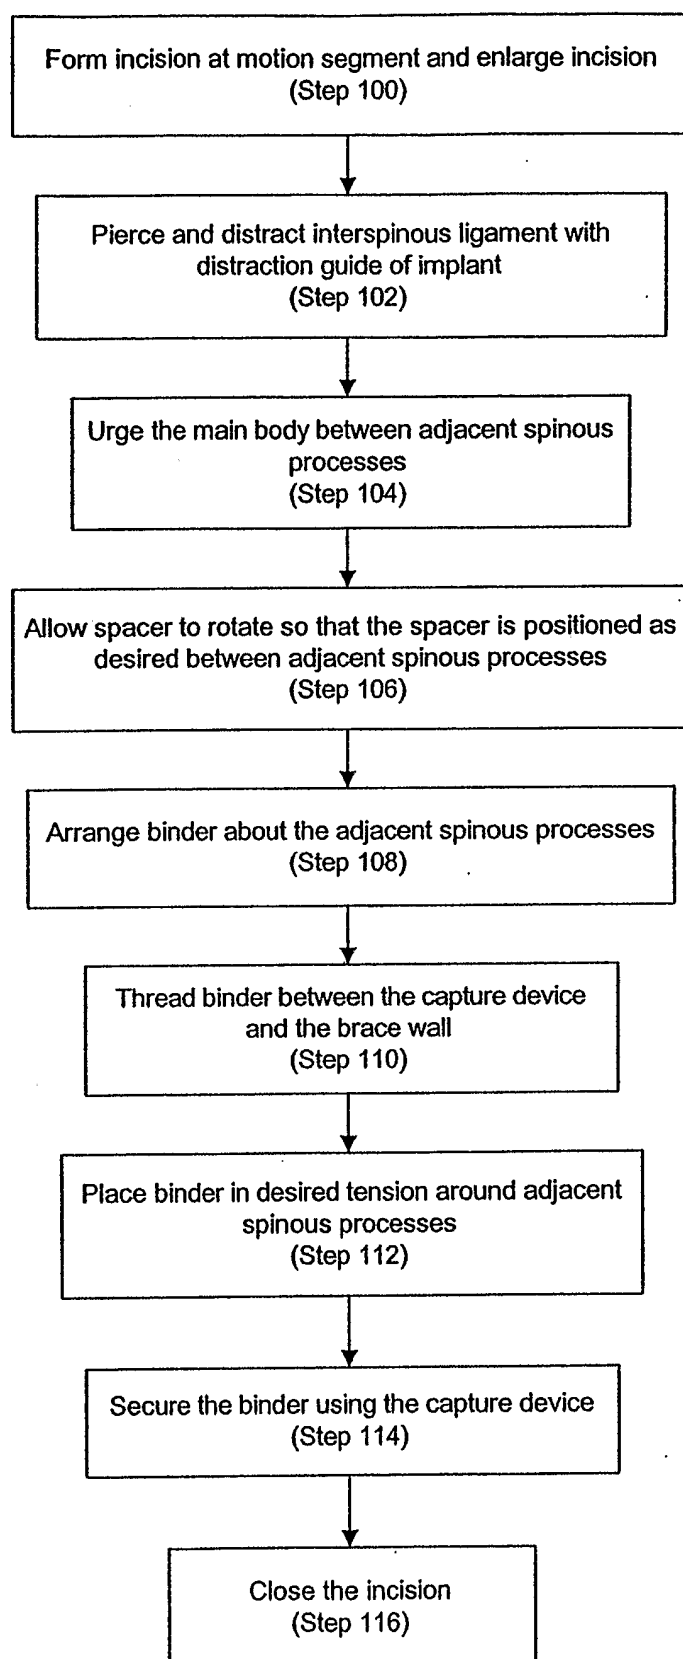 Form incision at motion segment and enlarge incision
(Step 100)
Pierce and distract interspinous ligament with
distraction guide of implant
(Step 102)
Urge the main body between adjacent spinous
processes
(Step 104)
Allow spacer to rotate so that the spacer is positioned as
desired between adjacent spinous processes
(Step 106)
Arrange binder about the adjacent spinous processes
(Step 108)
Thread binder between the capture device
and the brace wall
(Step 110)
Place binder in desired tension around adjacent
spinous processes
(Step 112)
Secure the binder using the capture device
(Step 114)
Close the incision
(Step 116)